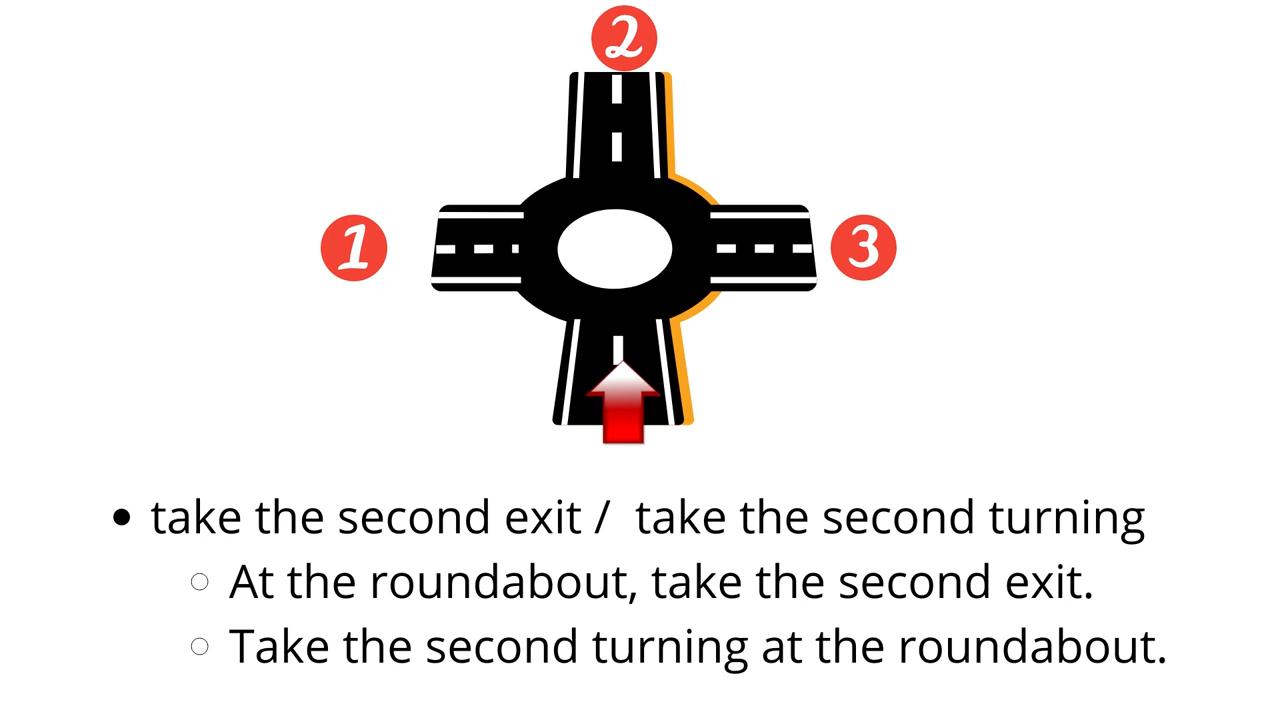 2
1
3
take the second exit /  take the second turning
At the roundabout, take the second exit.
Take the second turning at the roundabout.